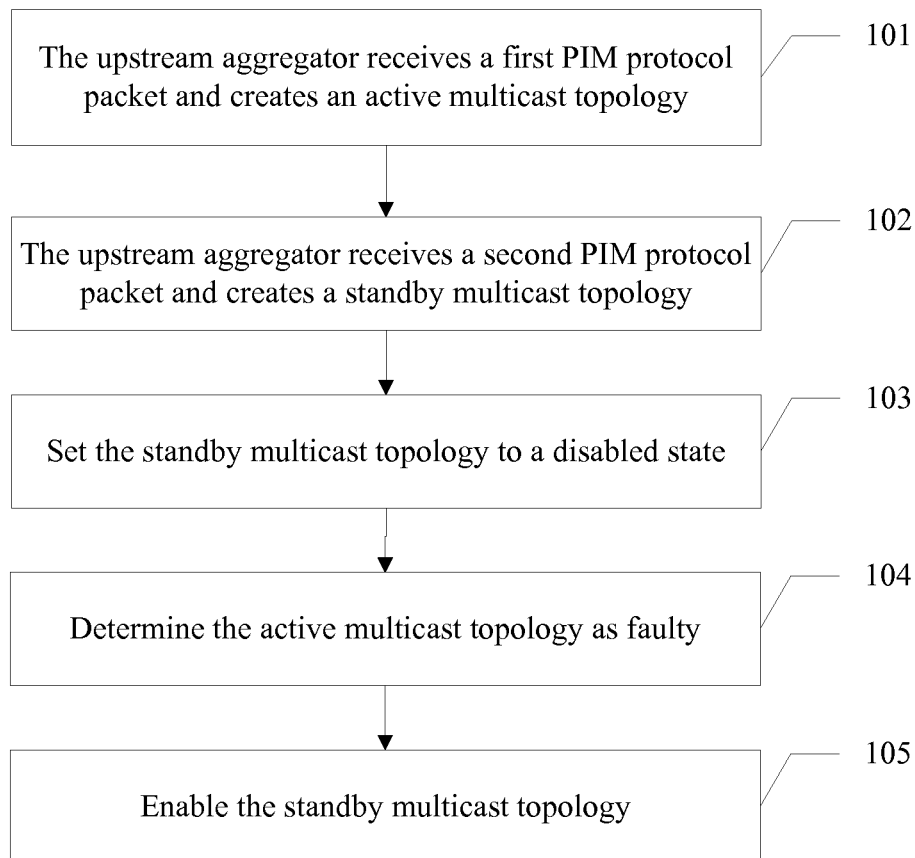 The upstream aggregator receives a first PIM protocol
packet and creates an active multicast topology
101
The upstream aggregator receives a second PIM protocol
packet and creates a standby multicast topology
102
Set the standby multicast topology to a disabled state
103
Determine the active multicast topology as faulty
104
Enable the standby multicast topology
105